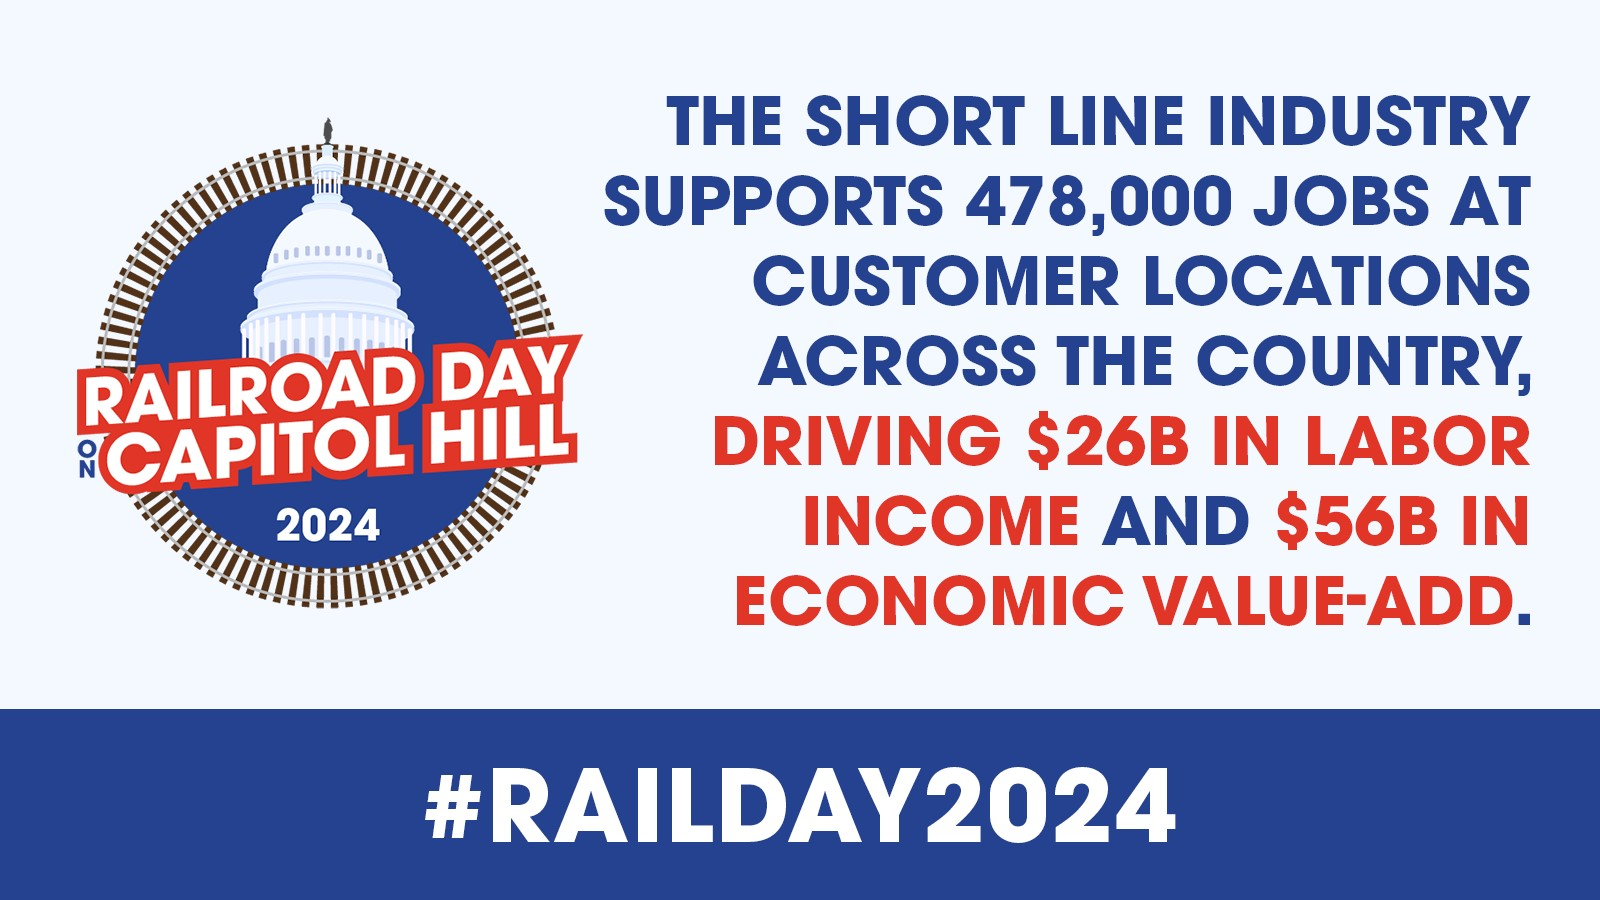 RAILROAD DAY
ON
CAPITOL HILL
2024
THE SHORT LINE INDUSTRY
SUPPORTS 478,000 JOBS AT
CUSTOMER LOCATIONS
ACROSS THE COUNTRY,
DRIVING $26B IN LABOR
INCOME AND $56B IN
ECONOMIC VALUE-ADD.
#RAILDAY2024